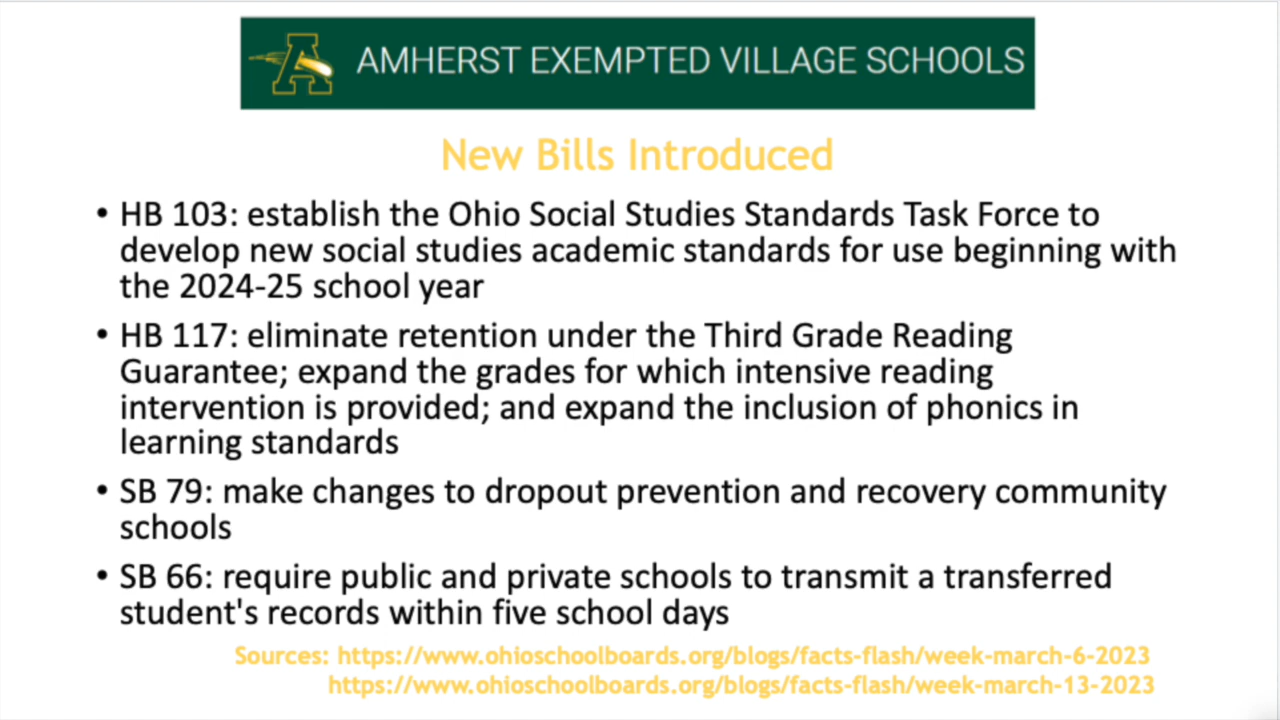 A AMHERST EXEMPTED VILLAGE SCHOOLS
New Bills Introduced
• HB 103: establish the Ohio Social Studies Standards Task Force to
develop new social studies academic standards for use beginning with
the 2024-25 school year
• HB 117: eliminate retention under the Third Grade Reading
Guarantee; expand the grades for which intensive reading
intervention is provided; and expand the inclusion of phonics in
learning standards
• SB 79: make changes to dropout prevention and recovery community
schools
• SB 66: require public and private schools to transmit a transferred
student's records within five school days
Sources: https://www.ohioschoolboards.org/blogs/facts-flash/week-march-6-2023
https://www.ohioschoolboards.org/blogs/facts-flash/week-march-13-2023